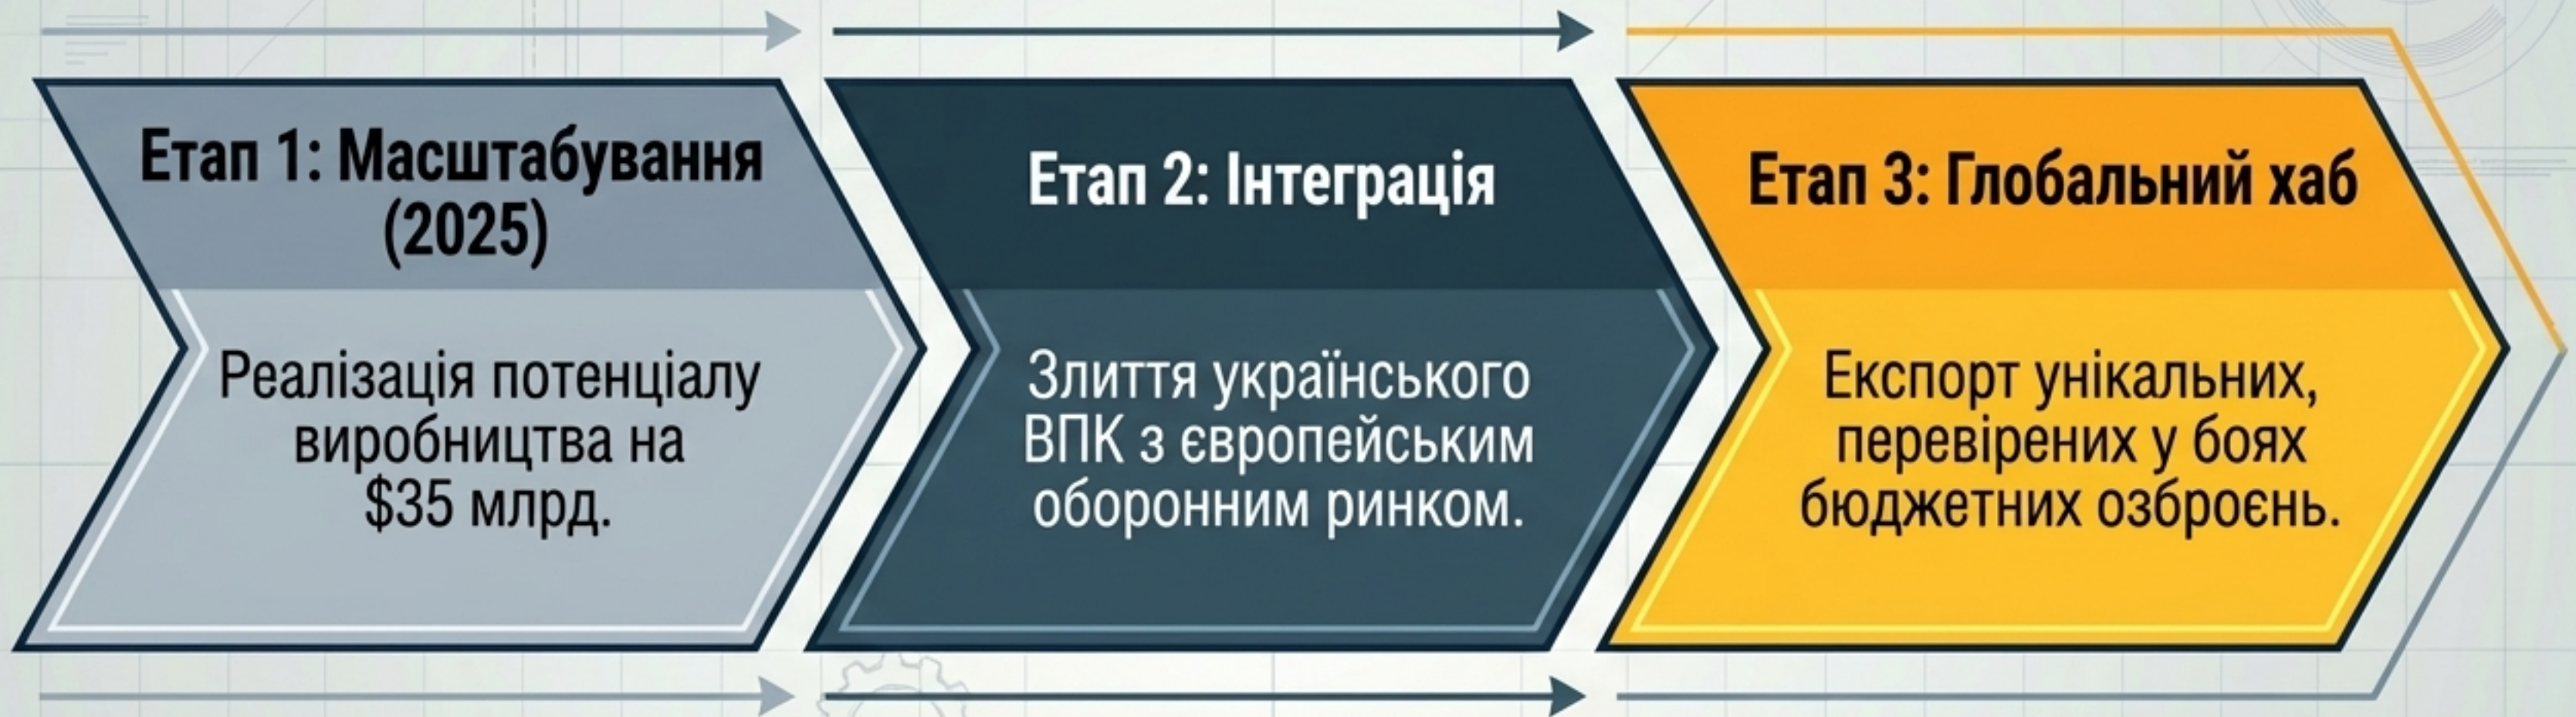 Етап 1: Масштабування
(2025)
Реалізація потенціалу
виробництва на
$35 млрд.
Етап 2: Інтеграція
Злиття українського
ВПК з європейським
оборонним ринком.
Етап 3: Глобальний хаб
Експорт унікальних,
перевірених у боях
бюджетних озброєнь.